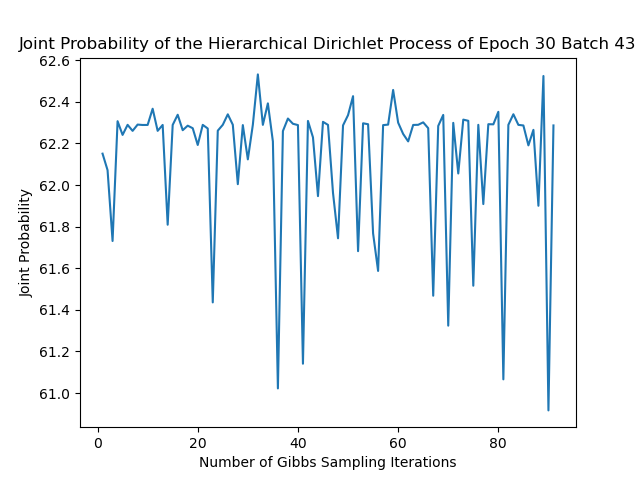 Joint Probability of the Hierarchical Dirichlet Process of Epoch 30 Batch 43
62.6
62.4
62.2
62.0
61.8
61.6
61.4
61.2
61.0
Joint Probability
0 20 40 60 80
Number of Gibbs Sampling Iterations